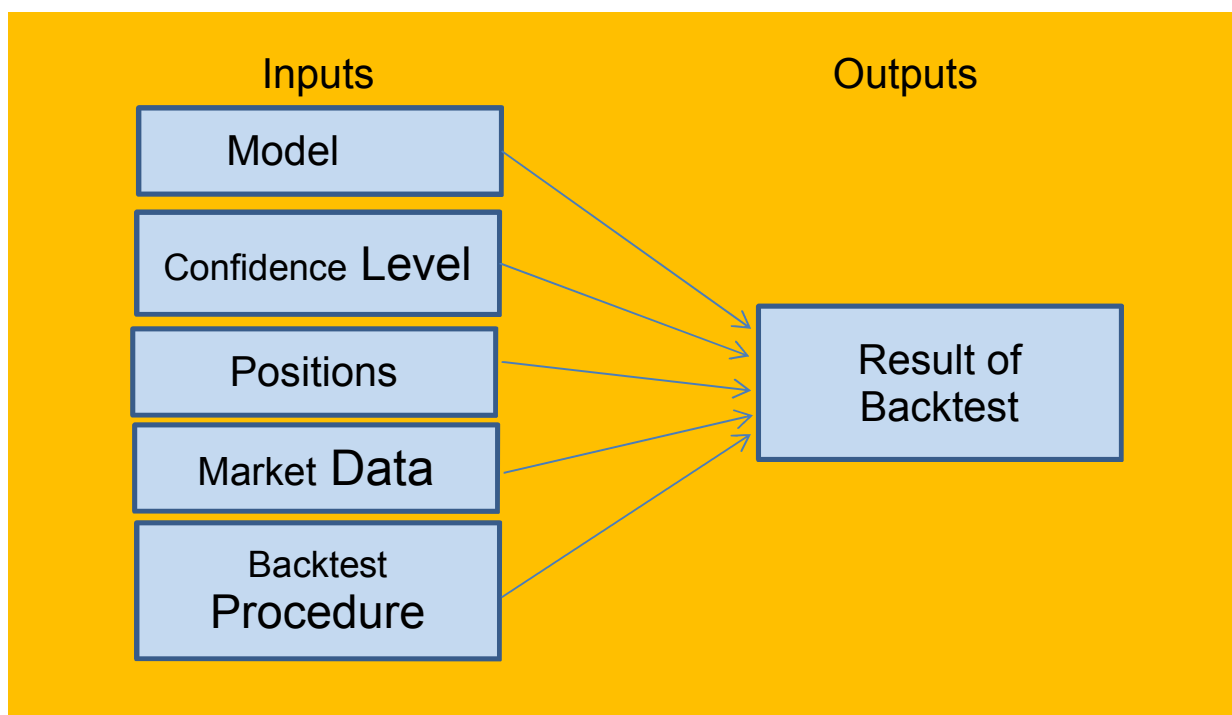 Inputs
Outputs
Model
Confidence Level
Positions
Market Data
Backtest
Procedure
Result of
Backtest